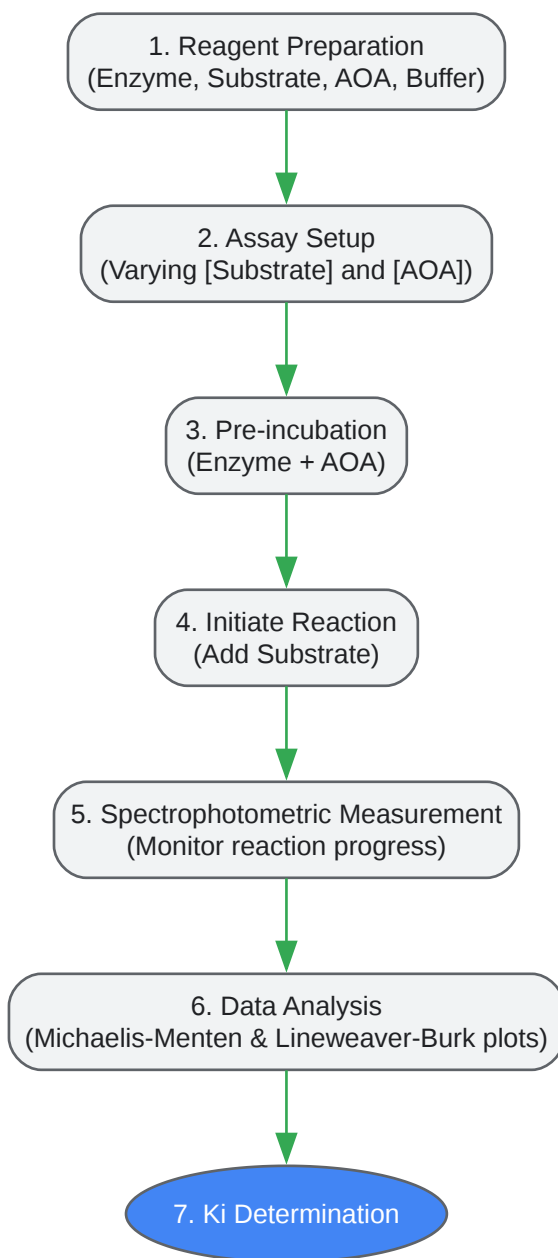 1. Reagent Preparation
(Enzyme, Substrate, AOA, Buffer)
2. Assay Setup
(Varying [Substrate] and [AOA])
3. Pre-incubation
(Enzyme + AOA)
4. Initiate Reaction
(Add Substrate)
5. Spectrophotometric Measurement
(Monitor reaction progress)
6. Data Analysis
(Michaelis-Menten & Lineweaver-Burk plots)
7. Ki Determination